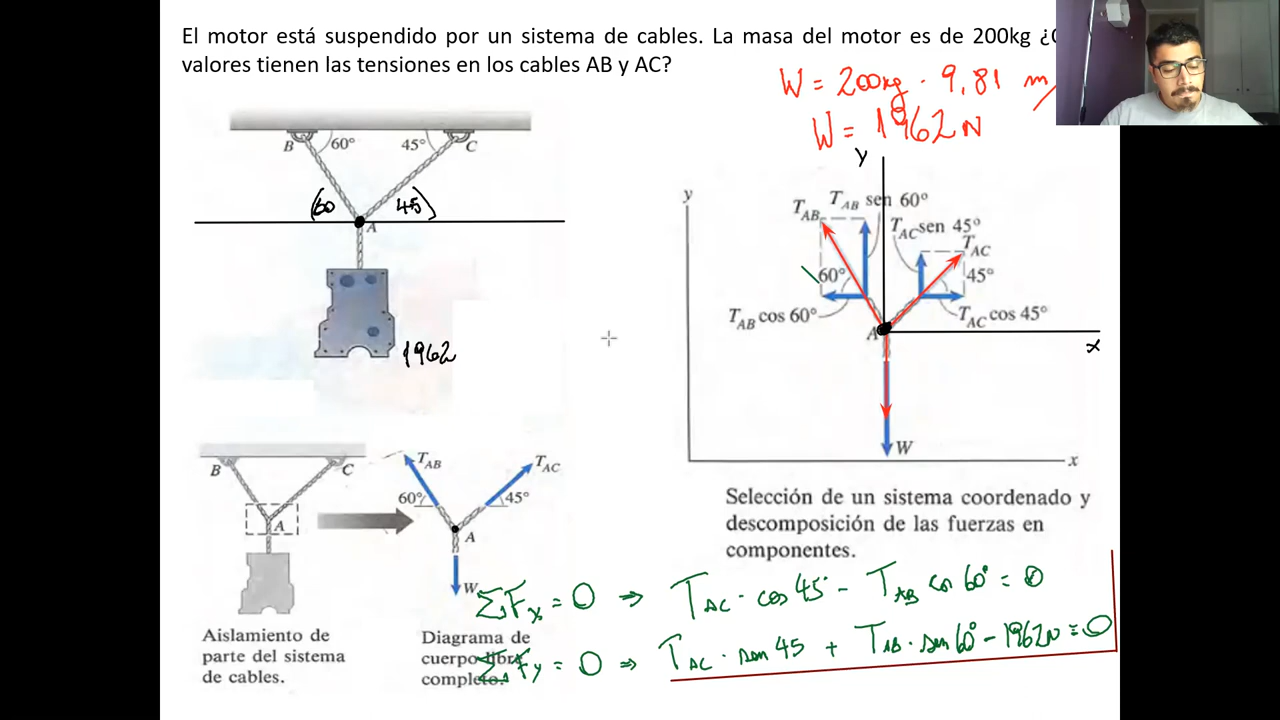 El motor está suspendido por un sistema de cables. La masa del motor es de 200kg
valores tienen las tensiones en los cables AB y AC?
W = 200kg · 9,81 m/
W = 1962 N
B 60° 45° C
(60 45)
A
1962
y
y
T_AB T_AB sen 60°
T_AC sen 45°
T_AC
60° 45°
T_AB cos 60° T_AC cos 45°
A
x
W
x
B C
A
T_AB T_AC
60° 45°
A
W
Selección de un sistema coordenado y
descomposición de las fuerzas en
componentes.
Aislamiento de
parte del sistema
de cables.
Diagrama de
cuerpo libre
completo.
ΣFx = 0 ⇒ T_AC · cos 45° - T_AB cos 60° = 0
ΣFy = 0 ⇒ T_AC · sen 45 + T_AB · sen 60° - 1962N = 0